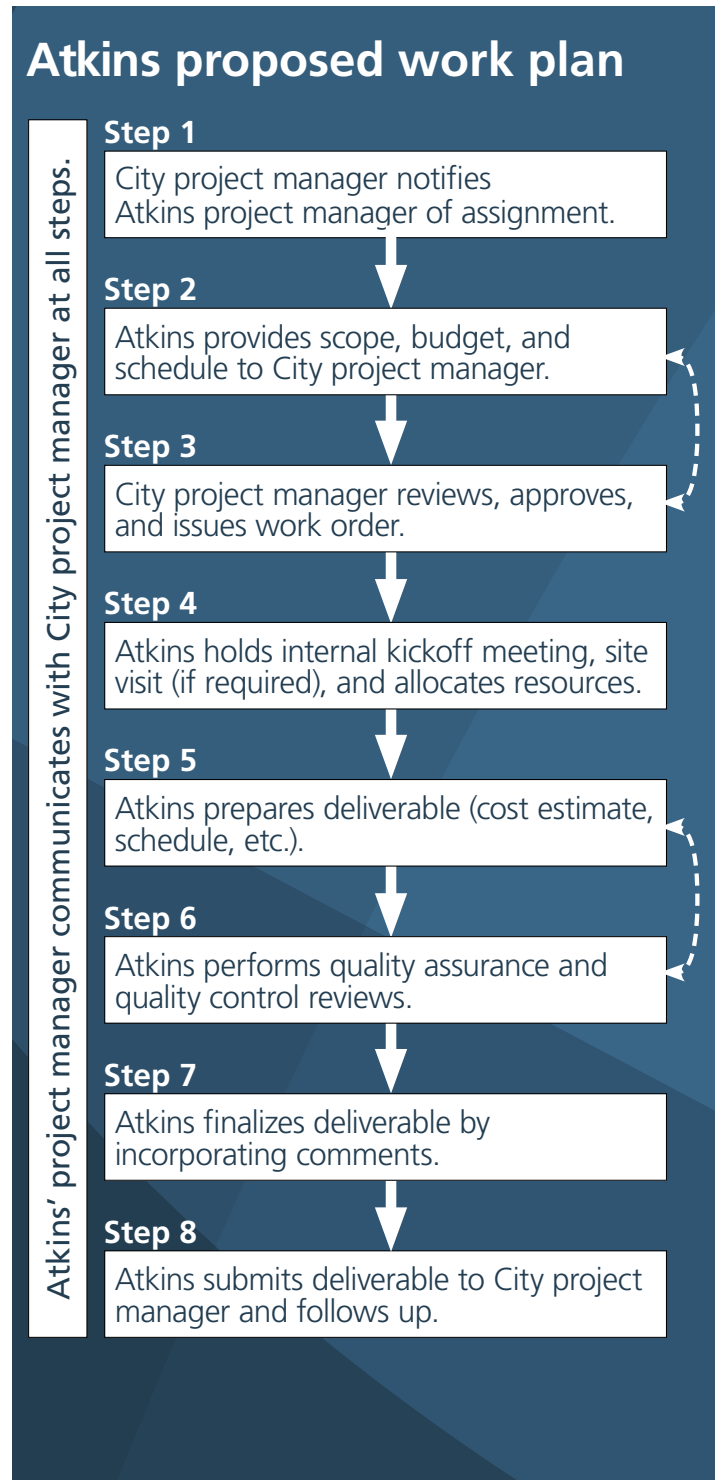 Atkins proposed work plan
Atkins’ project manager communicates with City project manager at all steps.
Step 1
City project manager notifies
Atkins project manager of assignment.
Step 2
Atkins provides scope, budget, and
schedule to City project manager.
Step 3
City project manager reviews, approves,
and issues work order.
Step 4
Atkins holds internal kickoff meeting, site
visit (if required), and allocates resources.
Step 5
Atkins prepares deliverable (cost estimate,
schedule, etc.).
Step 6
Atkins performs quality assurance and
quality control reviews.
Step 7
Atkins finalizes deliverable by
incorporating comments.
Step 8
Atkins submits deliverable to City project
manager and follows up.